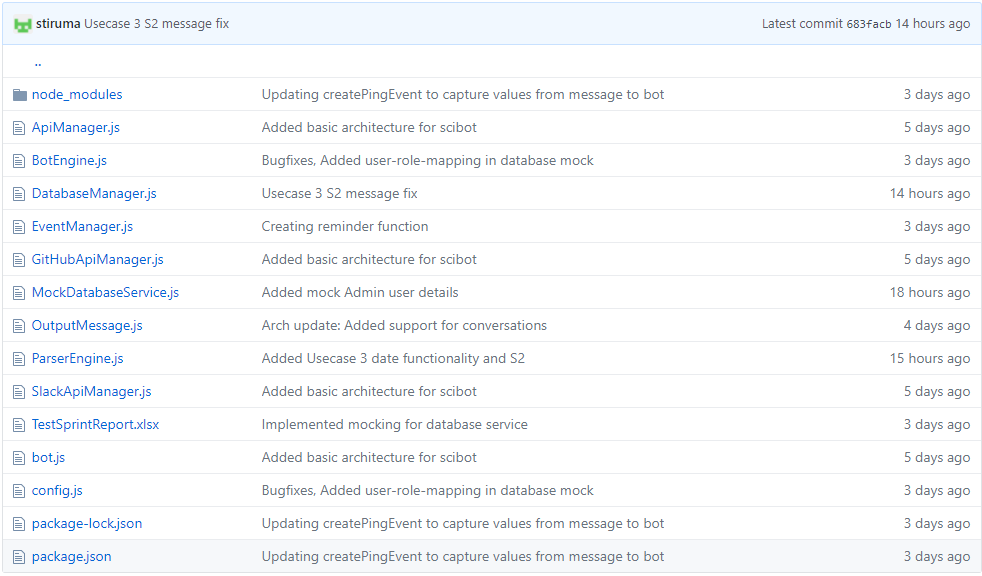 stiruma Usecase 3 S2 message fix Latest commit 683facb 14 hours ago
..
node_modules Updating createPingEvent to capture values from message to bot 3 days ago
ApiManager.js Added basic architecture for scibot 5 days ago
BotEngine.js Bugfixes, Added user-role-mapping in database mock 3 days ago
DatabaseManager.js Usecase 3 S2 message fix 14 hours ago
EventManager.js Creating reminder function 3 days ago
GitHubApiManager.js Added basic architecture for scibot 5 days ago
MockDatabaseService.js Added mock Admin user details 18 hours ago
OutputMessage.js Arch update: Added support for conversations 4 days ago
ParserEngine.js Added Usecase 3 date functionality and S2 15 hours ago
SlackApiManager.js Added basic architecture for scibot 5 days ago
TestSprintReport.xlsx Implemented mocking for database service 3 days ago
bot.js Added basic architecture for scibot 5 days ago
config.js Bugfixes, Added user-role-mapping in database mock 3 days ago
package-lock.json Updating createPingEvent to capture values from message to bot 3 days ago
package.json Updating createPingEvent to capture values from message to bot 3 days ago